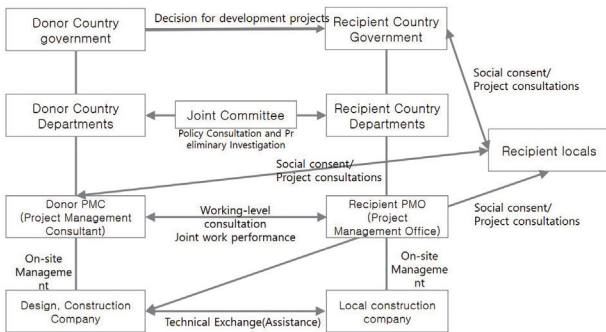 Donor Country
government
Decision for development projects
Recipient Country
Government
Social consent/
Project consultations
Donor Country
Departments
Joint Committee
Policy Consultation and Pr
eliminary Investigation
Recipient Country
Departments
Recipient locals
Social consent/
Project consultations
Donor PMC
(Project Management
Consultant)
Working-level
consultation
Joint work performance
Recipient PMO
(Project
Management Office)
Social consent/
Project consultations
On-site
Manageme
nt
On-site
Manageme
nt
Design, Construction
Company
Technical Exchange(Assistance)
Local construction
company